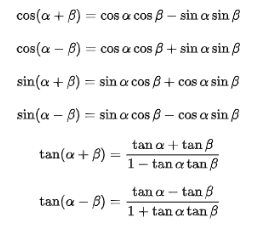 cos(α + β) = cos α cos β − sin α sin β
cos(α − β) = cos α cos β + sin α sin β
sin(α + β) = sin α cos β + cos α sin β
sin(α − β) = sin α cos β − cos α sin β
tan(α + β) = (tan α + tan β) / (1 − tan α tan β)
tan(α − β) = (tan α − tan β) / (1 + tan α tan β)